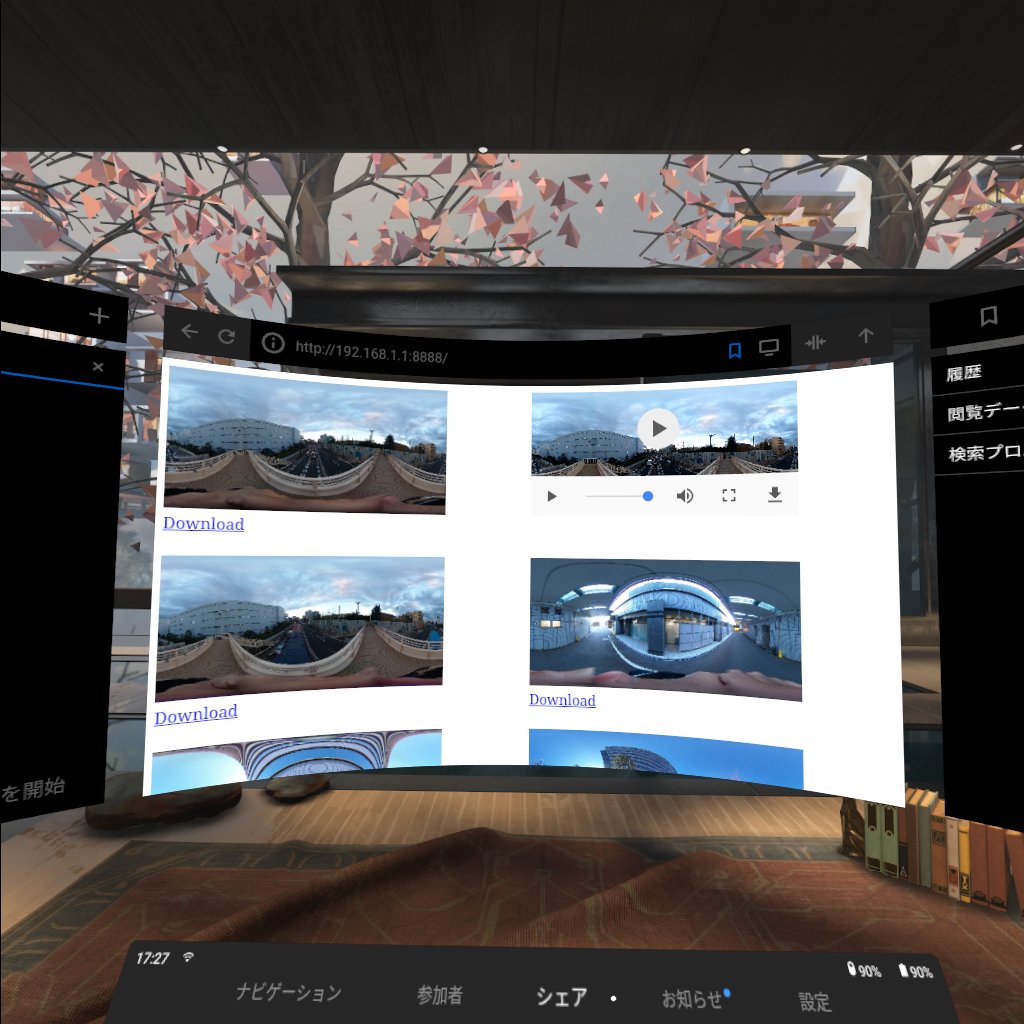 http://192.168.1.1:8888/
履歴
閲覧デー
検索プロ
Download
Download
Download
を開始
17:27
90%
90%
ナビゲーション
参加者
シェア
お知らせ
設定